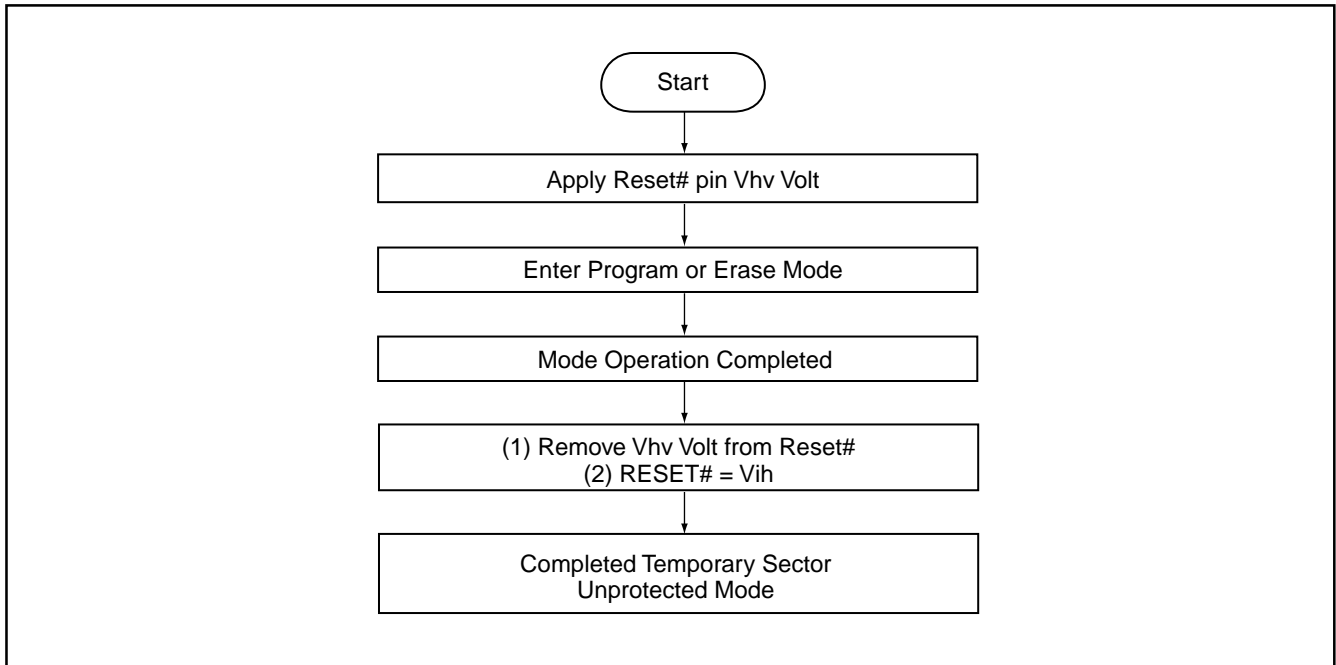 Start
Apply Reset# pin Vhv Volt
Enter Program or Erase Mode
Mode Operation Completed
(1) Remove Vhv Volt from Reset#
(2) RESET# = Vih
Completed Temporary Sector
Unprotected Mode